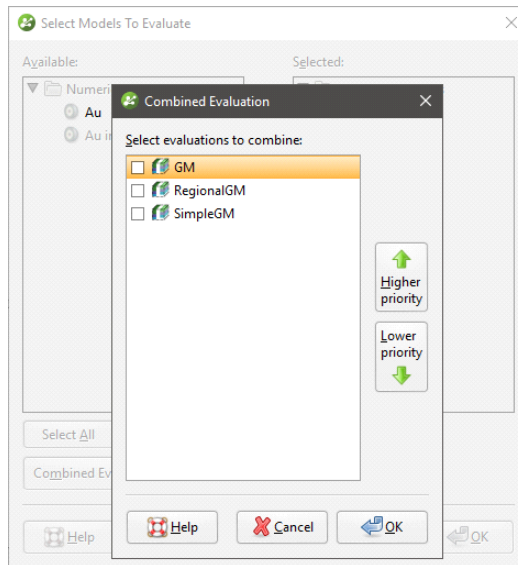 Select Models To Evaluate
Available:
Selected:
Numeri
Au
Au i
Combined Evaluation
Select evaluations to combine:
GM
RegionalGM
SimpleGM
Higher
priority
Lower
priority
Select All
Combined Ev
Help
OK
Help
Cancel
OK